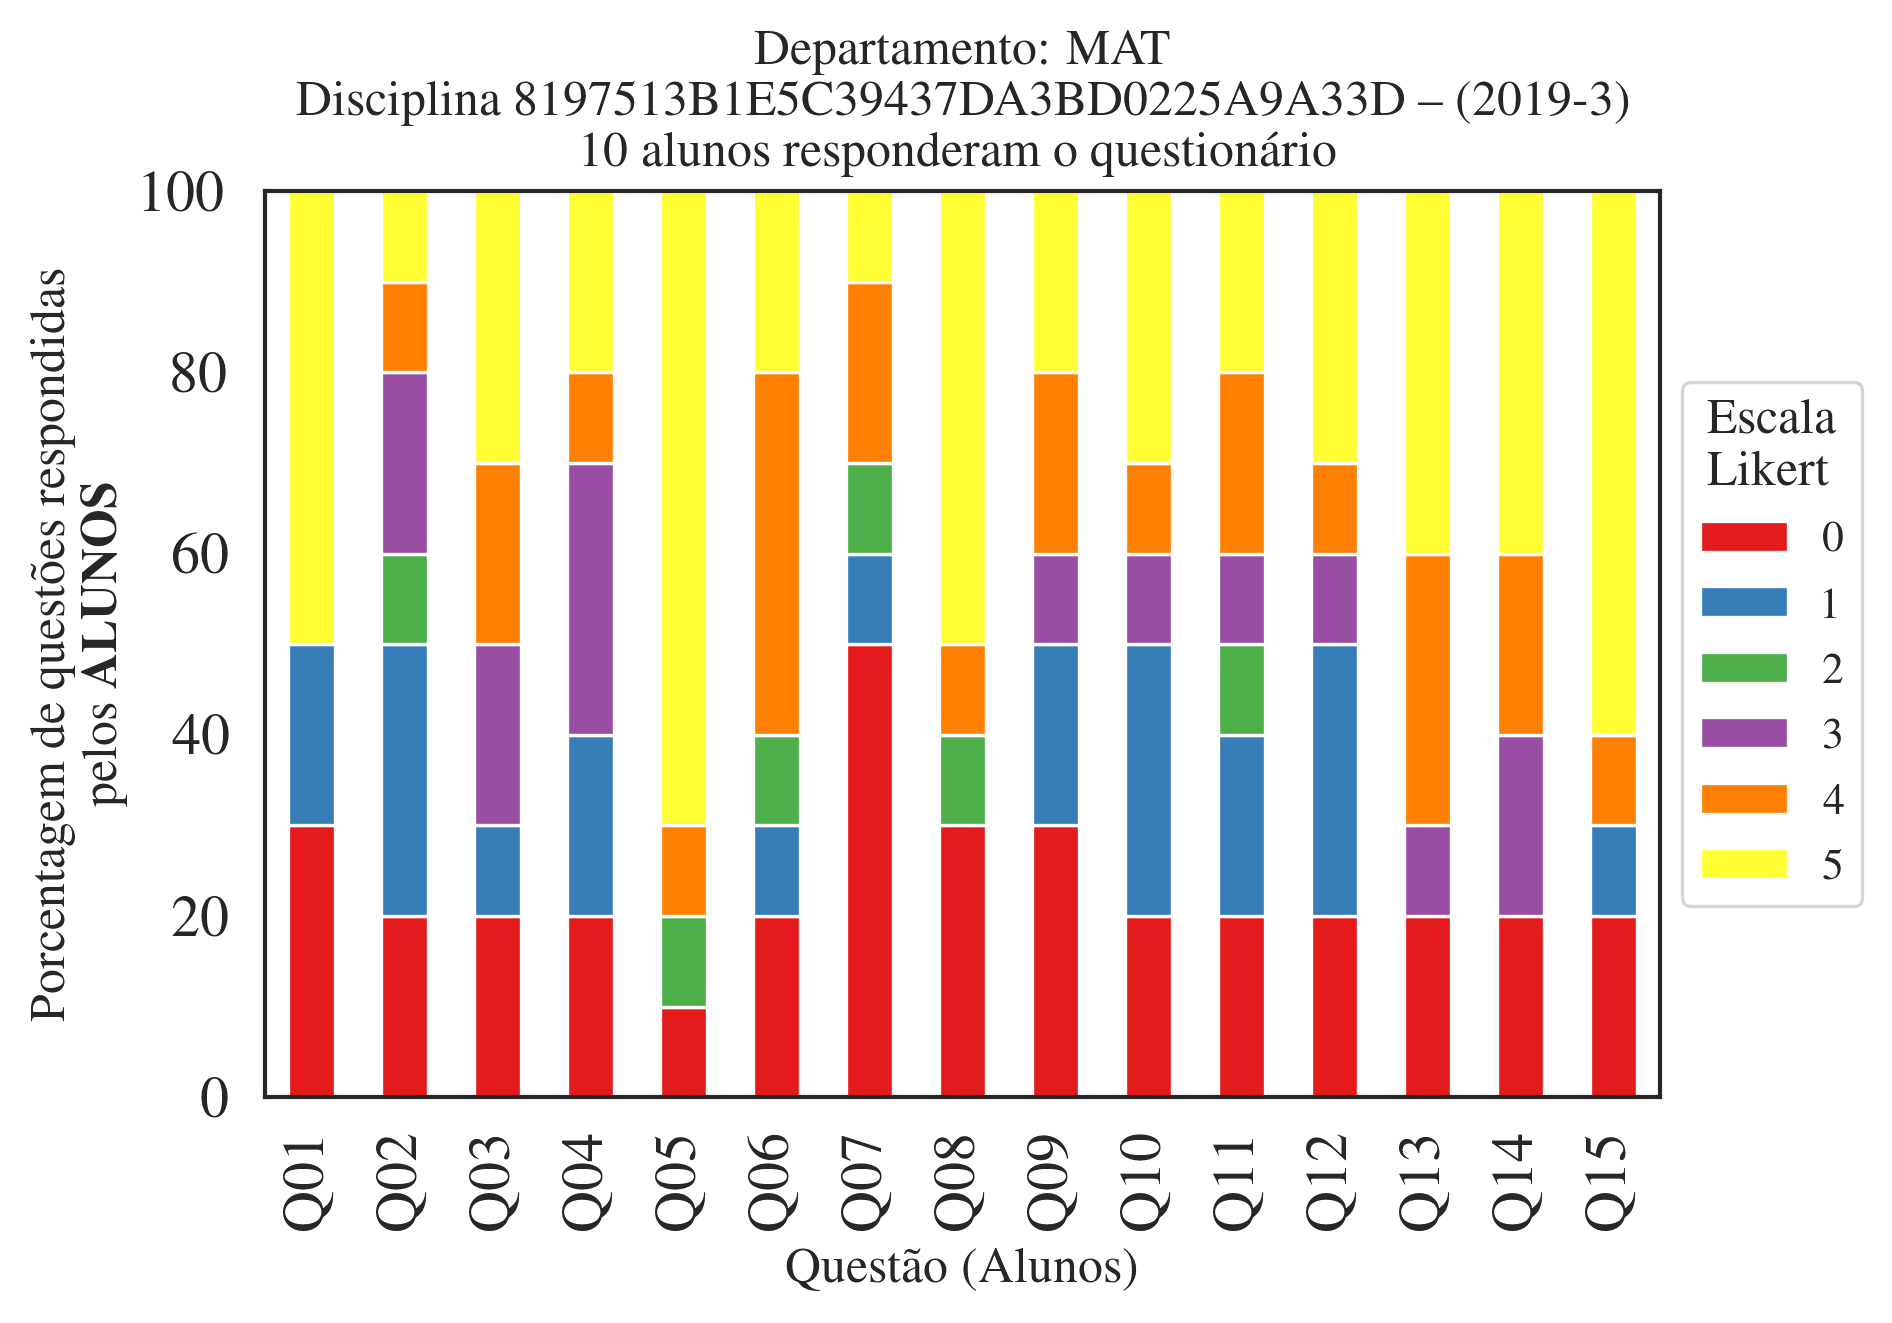 Departamento: MAT
Disciplina 8197513B1E5C39437DA3BD0225A9A33D – (2019-3)
10 alunos responderam o questionário
Porcentagem de questões respondidas
pelos ALUNOS
100
80
60
40
20
0
Q01
Q02
Q03
Q04
Q05
Q06
Q07
Q08
Q09
Q10
Q11
Q12
Q13
Q14
Q15
Questão (Alunos)
Escala
Likert
0
1
2
3
4
5